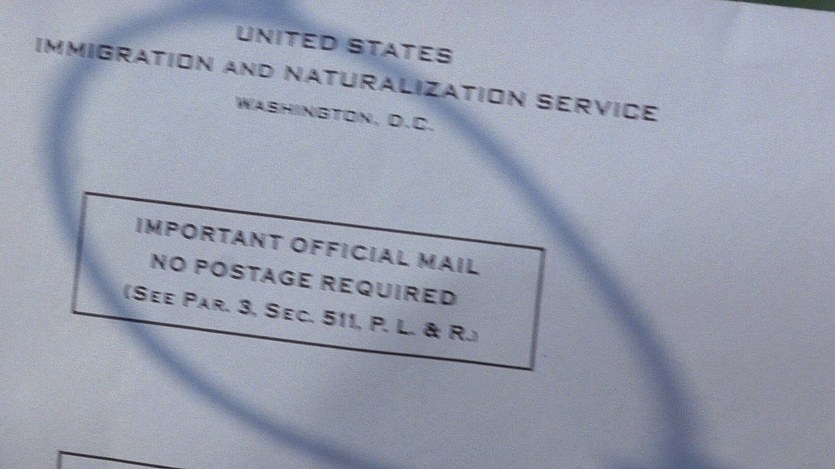 UNITED STATES
IMMIGRATION AND NATURALIZATION SERVICE
WASHINGTON, D.C.
IMPORTANT OFFICIAL MAIL
NO POSTAGE REQUIRED
(SEE PAR. 3, SEC. 511, P. L. & R.)